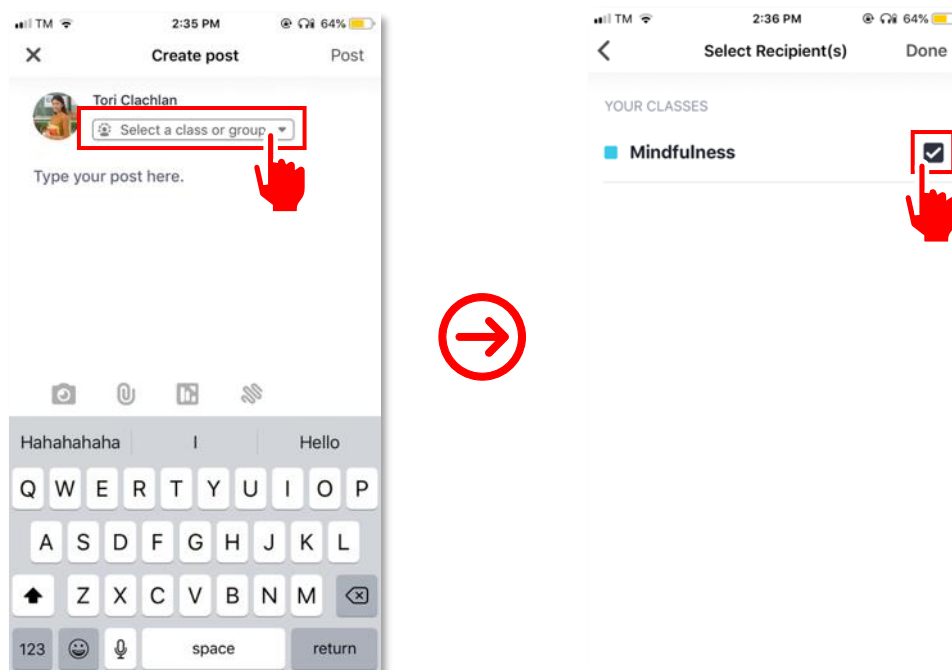 TM 2:35 PM 64%
Create post Post
Tori Clachlan
Select a class or group
Type your post here.
Hahahahaha I Hello
Q W E R T Y U I O P
A S D F G H J K L
Z X C V B N M
123 space return
TM 2:36 PM 64%
Select Recipient(s) Done
YOUR CLASSES
Mindfulness